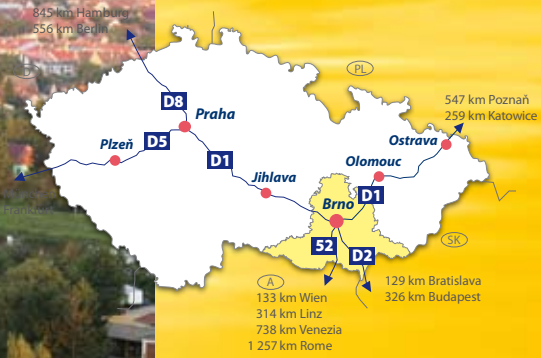 845 km Hamburg
556 km Berlin
PL
547 km Poznaň
259 km Katowice
D8
Praha
Ostrava
Plzeň
D5
D1
Olomouc
Jihlava
D1
Brno
52
D2
SK
A
129 km Bratislava
326 km Budapest
133 km Wien
314 km Linz
738 km Venezia
1 257 km Rome